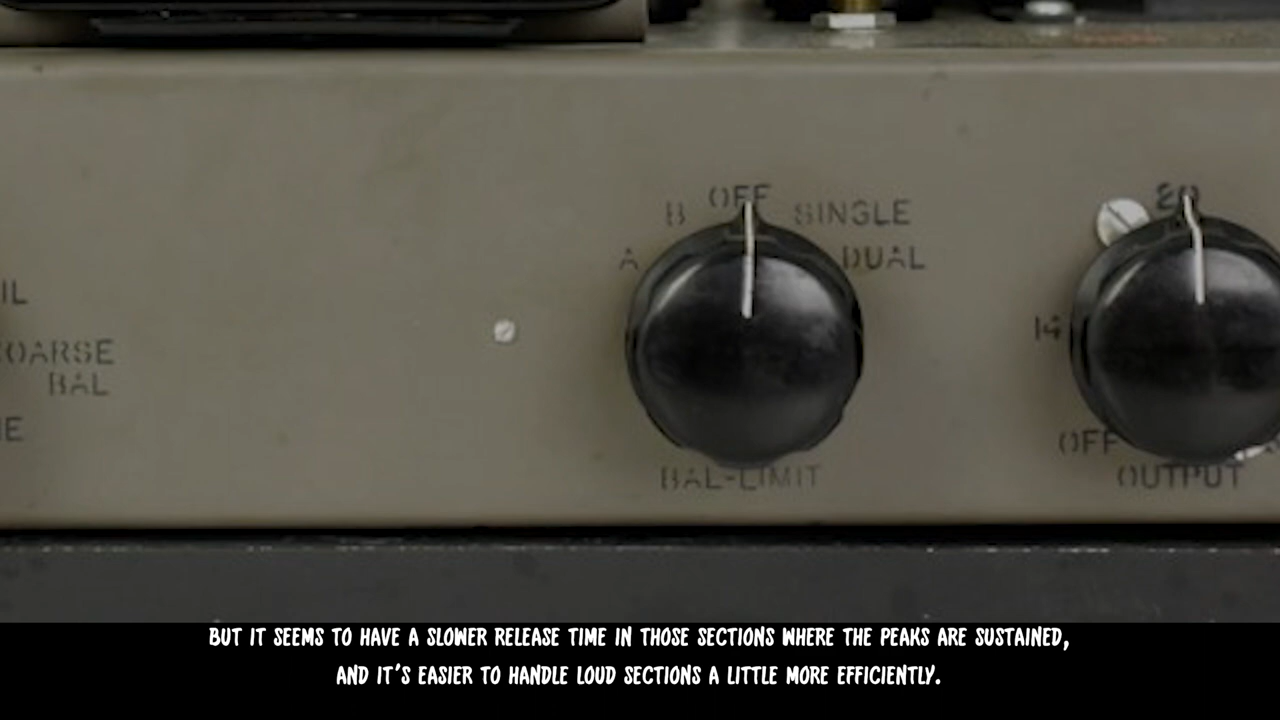 OFF
B
SINGLE
A
DUAL
BAL-LIMIT
20
14
OFF
OUTPUT
IL
OARSE
BAL
E
BUT IT SEEMS TO HAVE A SLOWER RELEASE TIME IN THOSE SECTIONS WHERE THE PEAKS ARE SUSTAINED,
AND IT'S EASIER TO HANDLE LOUD SECTIONS A LITTLE MORE EFFICIENTLY.